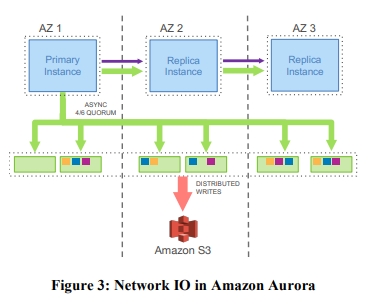 AZ 1
AZ 2
AZ 3
Primary
Instance
Replica
Instance
Replica
Instance
ASYNC
4/6 QUORUM
DISTRIBUTED
WRITES
Amazon S3
Figure 3: Network IO in Amazon Aurora